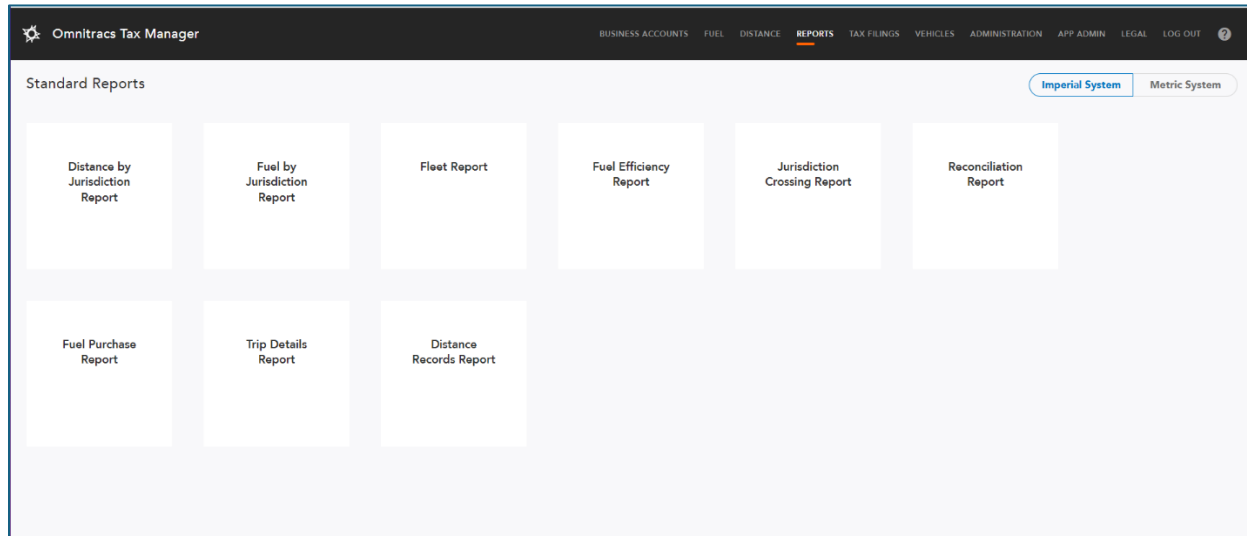 Omnitracs Tax Manager
BUSINESS ACCOUNTS FUEL DISTANCE REPORTS TAX FILINGS VEHICLES ADMINISTRATION APP ADMIN LEGAL LOG OUT ?
Standard Reports
Imperial System Metric System
Distance by
Jurisdiction
Report
Fuel by
Jurisdiction
Report
Fleet Report
Fuel Efficiency
Report
Jurisdiction
Crossing Report
Reconciliation
Report
Fuel Purchase
Report
Trip Details
Report
Distance
Records Report